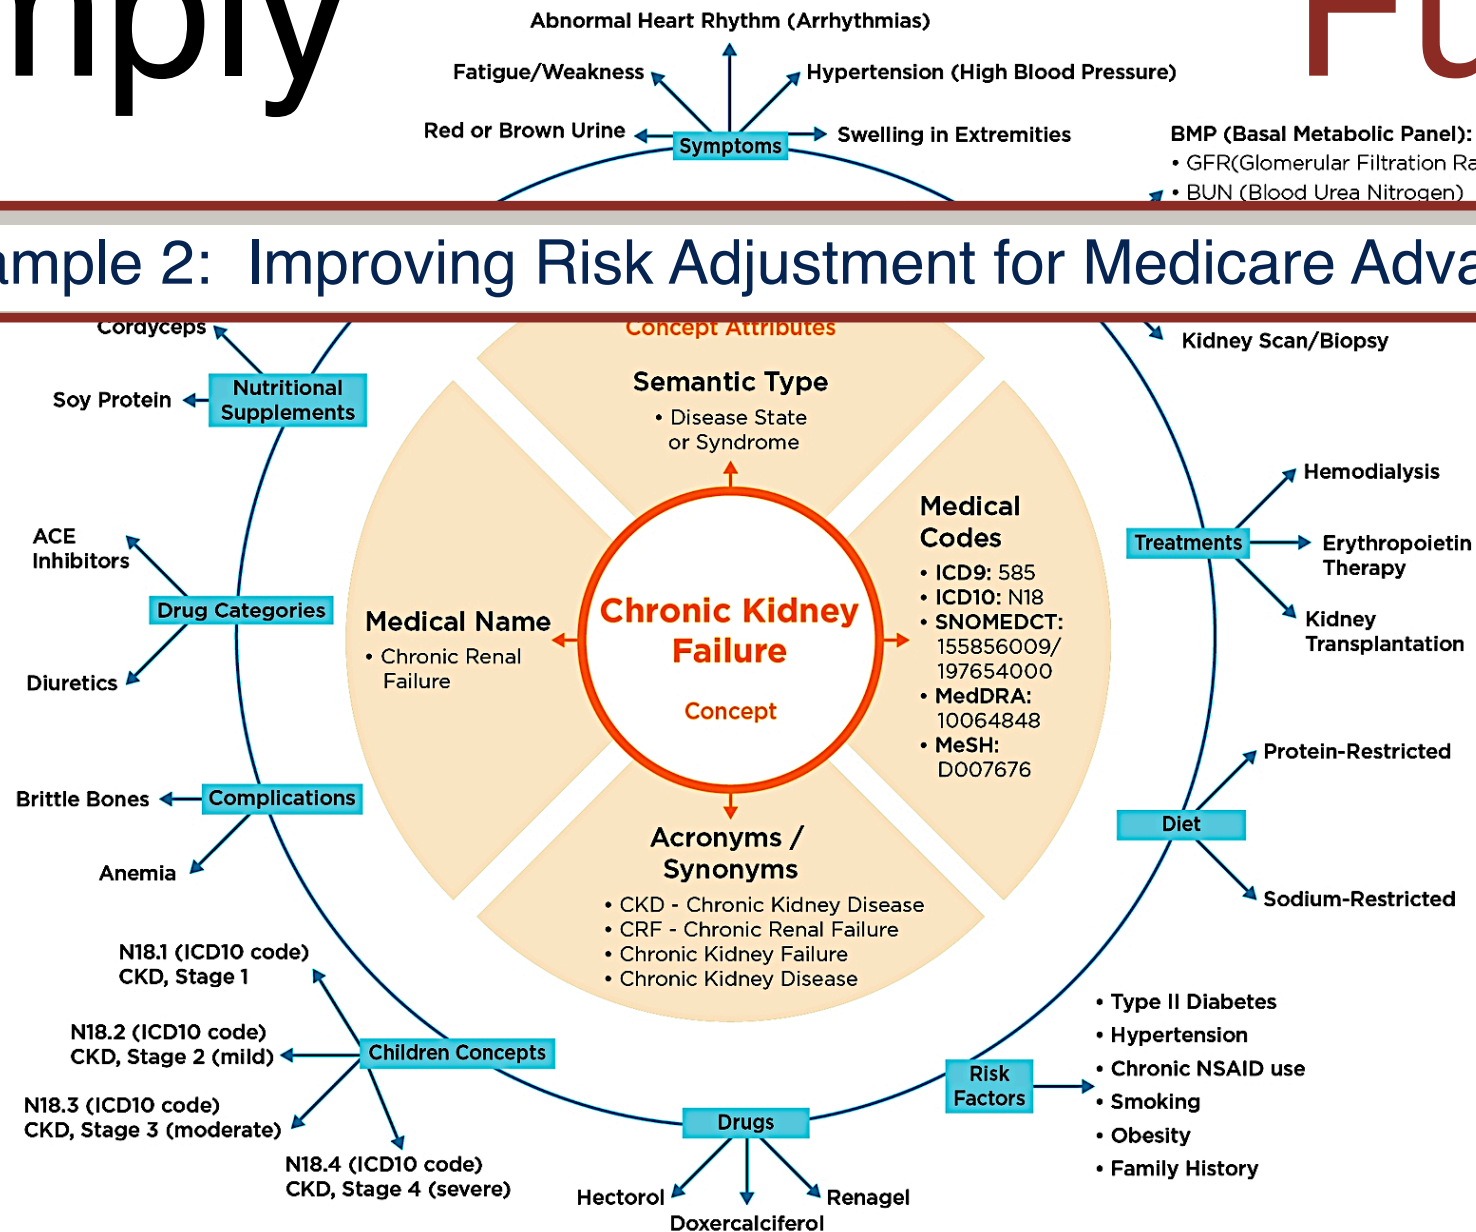 mply
Fu
Abnormal Heart Rhythm (Arrhythmias)
Fatigue/Weakness
Hypertension (High Blood Pressure)
Red or Brown Urine
Swelling in Extremities
Symptoms
BMP (Basal Metabolic Panel):
• GFR(Glomerular Filtration Ra
• BUN (Blood Urea Nitrogen)
ample 2: Improving Risk Adjustment for Medicare Adva
Cordyceps
Soy Protein
Nutritional
Supplements
Concept Attributes
Semantic Type
• Disease State
or Syndrome
Kidney Scan/Biopsy
ACE
Inhibitors
Drug Categories
Diuretics
Medical Name
• Chronic Renal
Failure
Chronic Kidney
Failure
Concept
Medical
Codes
• ICD9: 585
• ICD10: N18
• SNOMEDCT:
155856009/
197654000
• MedDRA:
10064848
• MeSH:
D007676
Hemodialysis
Treatments
Erythropoietin
Therapy
Kidney
Transplantation
Brittle Bones
Complications
Anemia
Acronyms /
Synonyms
• CKD - Chronic Kidney Disease
• CRF - Chronic Renal Failure
• Chronic Kidney Failure
• Chronic Kidney Disease
Protein-Restricted
Diet
Sodium-Restricted
N18.1 (ICD10 code)
CKD, Stage 1
N18.2 (ICD10 code)
CKD, Stage 2 (mild)
Children Concepts
N18.3 (ICD10 code)
CKD, Stage 3 (moderate)
N18.4 (ICD10 code)
CKD, Stage 4 (severe)
Drugs
Hectorol
Doxercalciferol
Renagel
Risk
Factors
• Type II Diabetes
• Hypertension
• Chronic NSAID use
• Smoking
• Obesity
• Family History